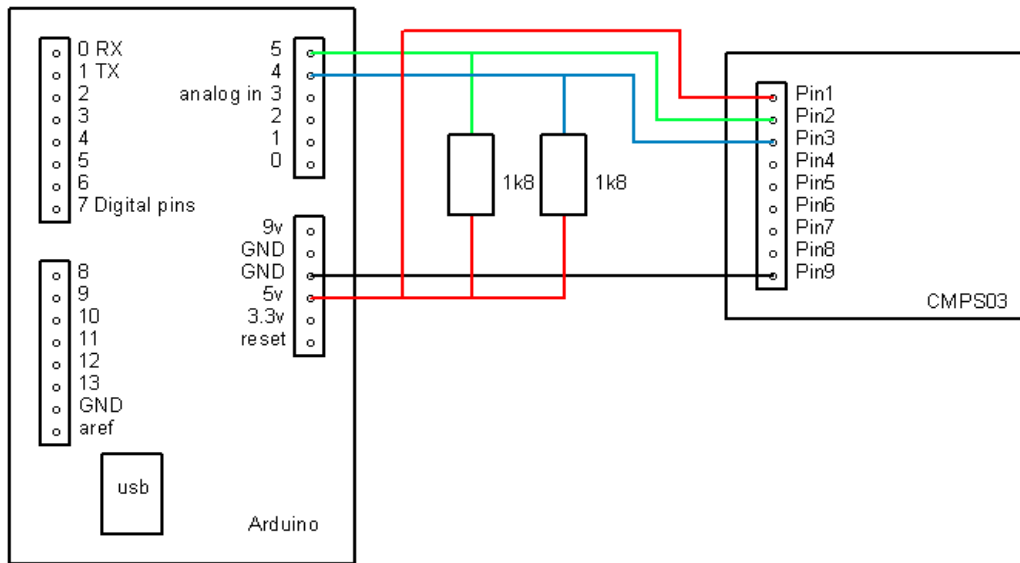 0 RX
1 TX
2
3
4
5
6
7 Digital pins
8
9
10
11
12
13
GND
aref
usb
Arduino
5
4
analog in 3
2
1
0
9v
GND
GND
5v
3.3v
reset
1k8
1k8
Pin1
Pin2
Pin3
Pin4
Pin5
Pin6
Pin7
Pin8
Pin9
CMPS03